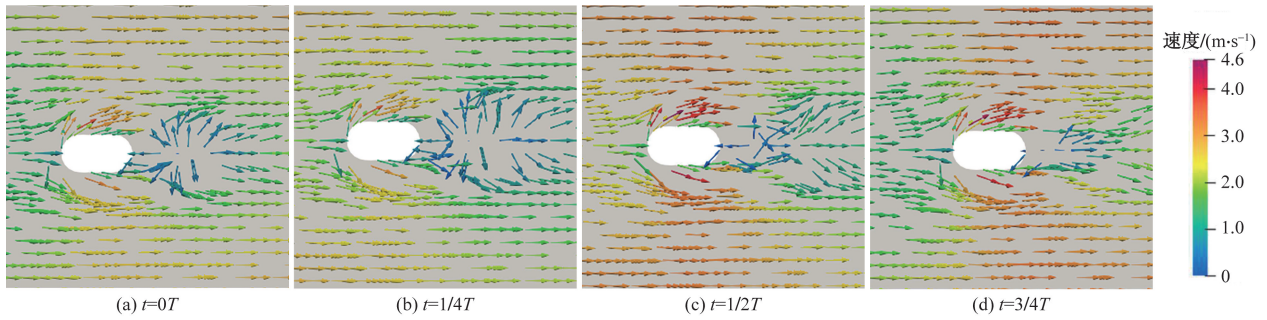 速度/(m·s⁻¹)
4.6
4.0
3.0
2.0
1.0
0
(a) t=0T
(b) t=1/4T
(c) t=1/2T
(d) t=3/4T